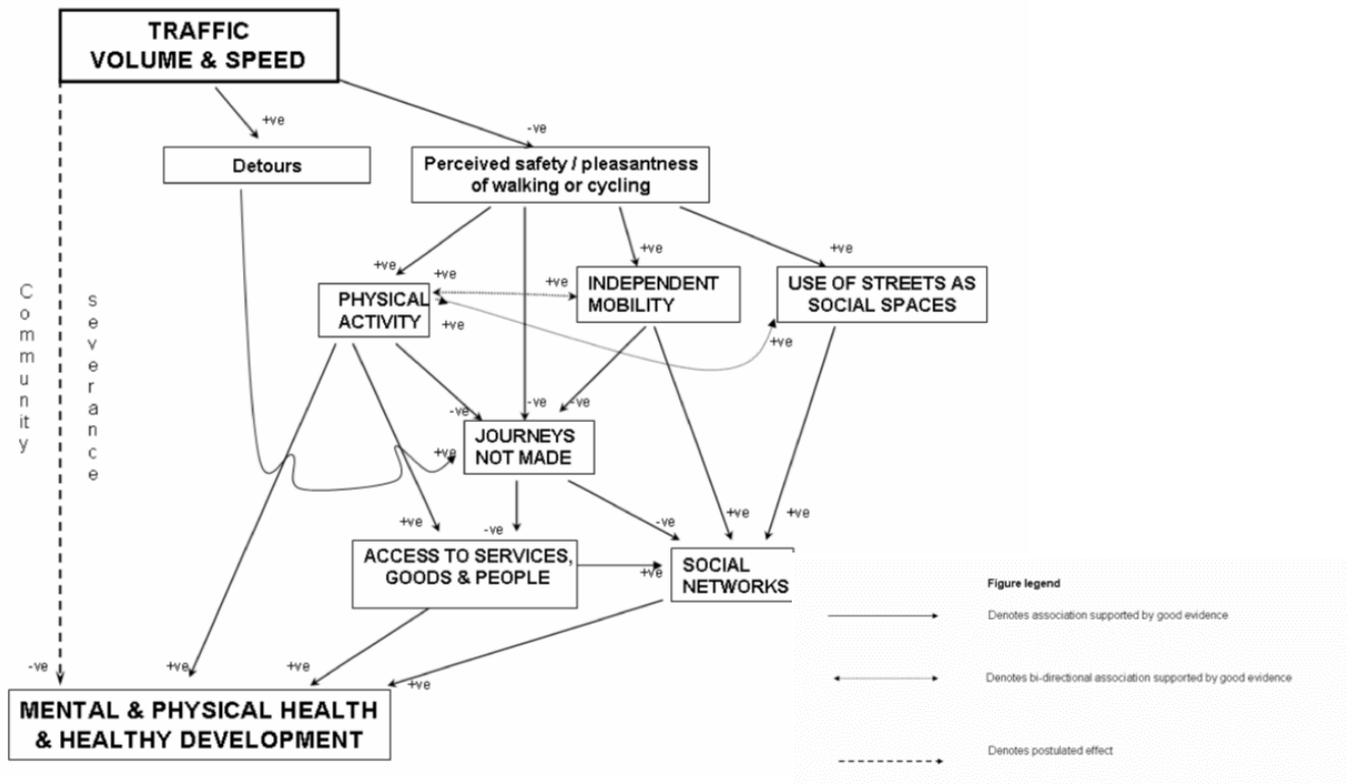 TRAFFIC
VOLUME & SPEED
+ve
-ve
Detours
Perceived safety / pleasantness
of walking or cycling
+ve
+ve
+ve
+ve
+ve
INDEPENDENT
MOBILITY
USE OF STREETS AS
SOCIAL SPACES
PHYSICAL
ACTIVITY
+ve
+ve
Community
severance
-ve
-ve
-ve
JOURNEYS
NOT MADE
+ve
+ve
-ve
-ve
+ve
+ve
ACCESS TO SERVICES,
GOODS & PEOPLE
+ve
SOCIAL
NETWORKS
-ve
+ve
+ve
+ve
MENTAL & PHYSICAL HEALTH
& HEALTHY DEVELOPMENT
Figure legend
Denotes association supported by good evidence
Denotes bi-directional association supported by good evidence
Denotes postulated effect